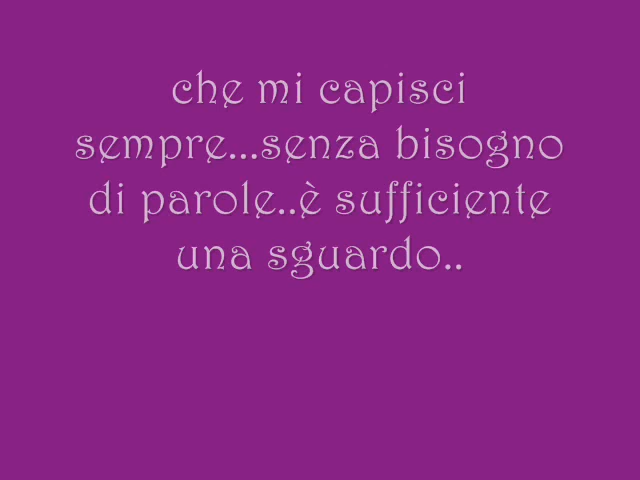 che mi capisci
sempre...senza bisogno
di parole..è sufficiente
una sguardo..